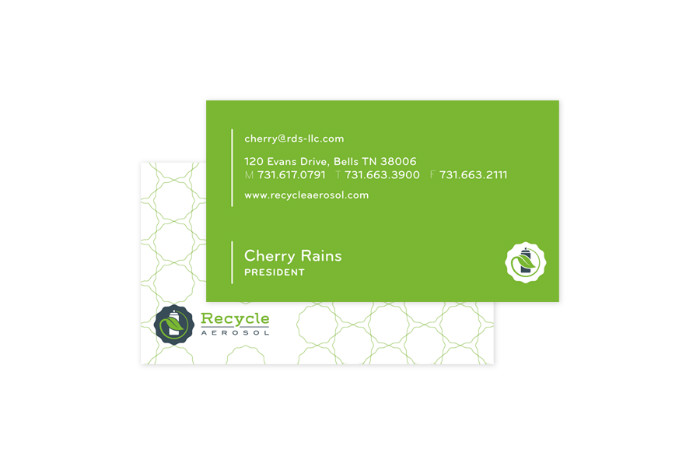 cherry@rds-llc.com
120 Evans Drive, Bells TN 38006
M 731.617.0791 T 731.663.3900 F 731.663.2111
www.recycleaerosol.com
Cherry Rains
PRESIDENT
Recycle
AEROSOL